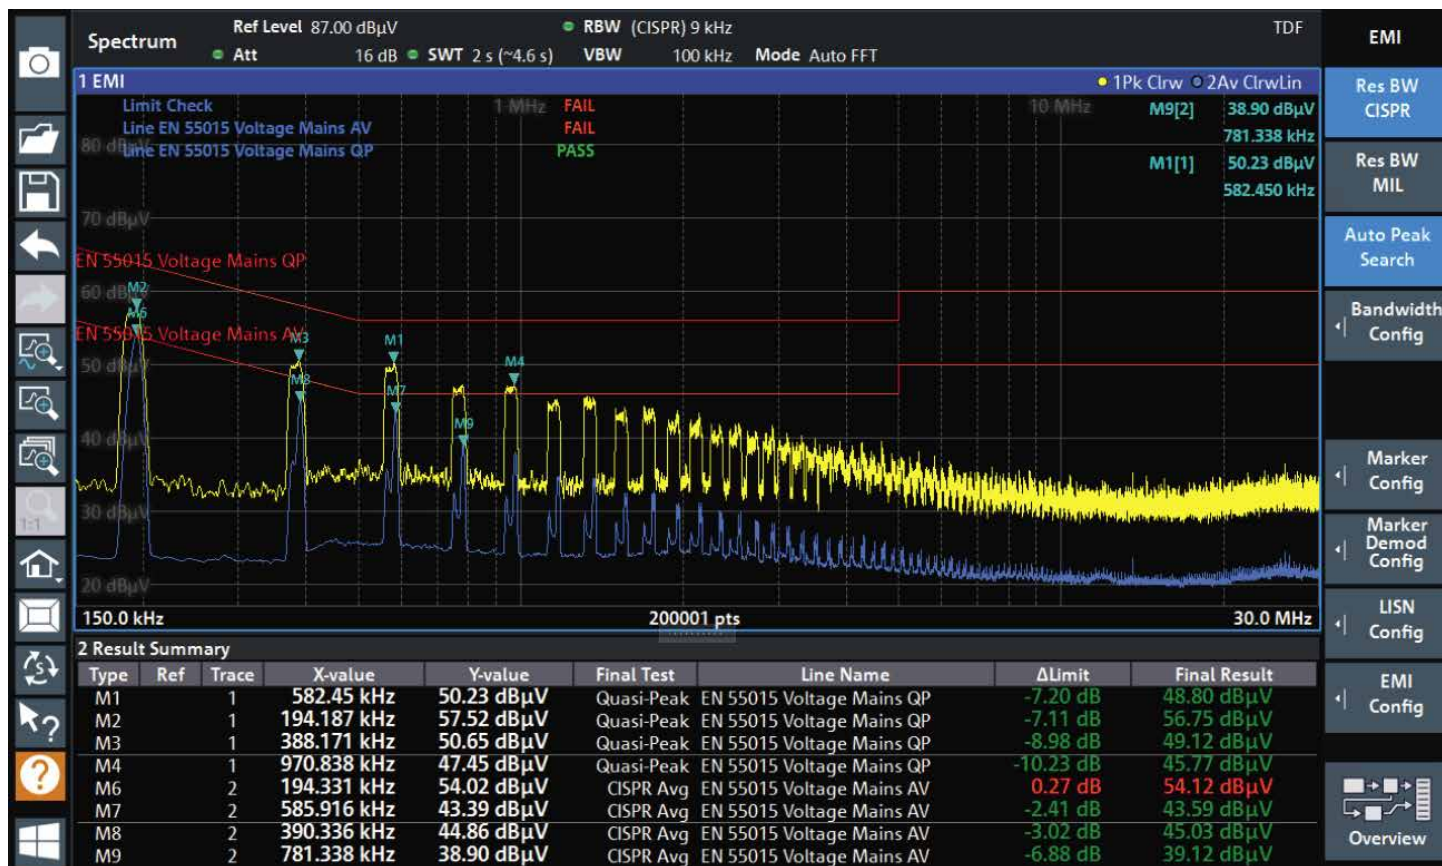 Spectrum
Ref Level 87.00 dBµV
RBW (CISPR) 9 kHz
TDF
Att 16 dB SWT 2 s (~4.6 s) VBW 100 kHz Mode Auto FFT
1 EMI
1Pk Clrw 2Av ClrwLin
Limit Check FAIL
Line EN 55015 Voltage Mains AV FAIL
Line EN 55015 Voltage Mains QP PASS
1 MHz
10 MHz
M9[2] 38.90 dBµV
781.338 kHz
M1[1] 50.23 dBµV
582.450 kHz
80 dBµV
70 dBµV
EN 55015 Voltage Mains QP
60 dBµV
EN 55015 Voltage Mains AV
50 dBµV
40 dBµV
30 dBµV
20 dBµV
M2
M6
M3
M1
M4
M8
M7
M9
150.0 kHz
200001 pts
30.0 MHz
2 Result Summary
Type Ref Trace X-value Y-value Final Test Line Name ΔLimit Final Result
M1 1 582.45 kHz 50.23 dBµV Quasi-Peak EN 55015 Voltage Mains QP -7.20 dB 48.80 dBµV
M2 1 194.187 kHz 57.52 dBµV Quasi-Peak EN 55015 Voltage Mains QP -7.11 dB 56.75 dBµV
M3 1 388.171 kHz 50.65 dBµV Quasi-Peak EN 55015 Voltage Mains QP -8.98 dB 49.12 dBµV
M4 1 970.838 kHz 47.45 dBµV Quasi-Peak EN 55015 Voltage Mains QP -10.23 dB 45.77 dBµV
M6 2 194.331 kHz 54.02 dBµV CISPR Avg EN 55015 Voltage Mains AV 0.27 dB 54.12 dBµV
M7 2 585.916 kHz 43.39 dBµV CISPR Avg EN 55015 Voltage Mains AV -2.41 dB 43.59 dBµV
M8 2 390.336 kHz 44.86 dBµV CISPR Avg EN 55015 Voltage Mains AV -3.02 dB 45.03 dBµV
M9 2 781.338 kHz 38.90 dBµV CISPR Avg EN 55015 Voltage Mains AV -6.88 dB 39.12 dBµV
EMI
Res BW
CISPR
Res BW
MIL
Auto Peak
Search
Bandwidth
Config
Marker
Config
Marker
Demod
Config
LISN
Config
EMI
Config
Overview
1:1
S
?
?